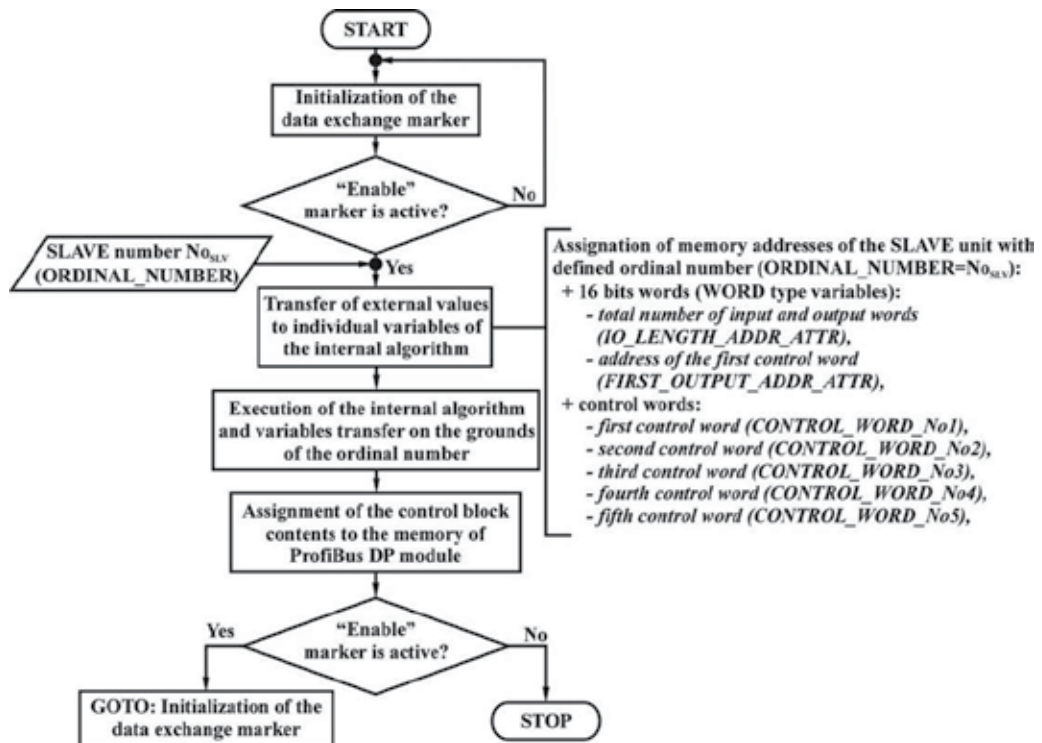 START
Initialization of the
data exchange marker
“Enable”
marker is active?
No
SLAVE number No_SLV
(ORDINAL_NUMBER)
Yes
Transfer of external values
to individual variables of
the internal algorithm
Assignation of memory addresses of the SLAVE unit with
defined ordinal number (ORDINAL_NUMBER=No_SLV):
+ 16 bits words (WORD type variables):
- total number of input and output words
(IO_LENGTH_ADDR_ATTR),
- address of the first control word
(FIRST_OUTPUT_ADDR_ATTR),
+ control words:
- first control word (CONTROL_WORD_No1),
- second control word (CONTROL_WORD_No2),
- third control word (CONTROL_WORD_No3),
- fourth control word (CONTROL_WORD_No4),
- fifth control word (CONTROL_WORD_No5),
Execution of the internal algorithm
and variables transfer on the grounds
of the ordinal number
Assignment of the control block
contents to the memory of
ProfiBus DP module
“Enable”
marker is active?
Yes
No
GOTO: Initialization of the
data exchange marker
STOP